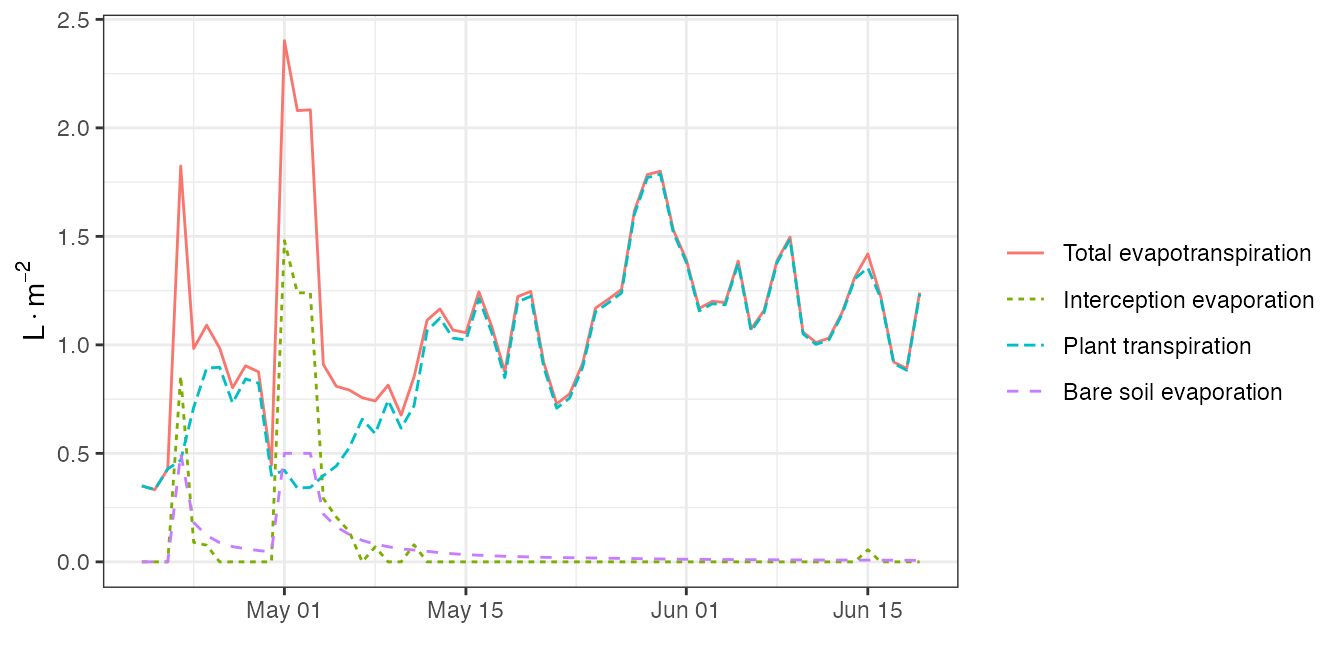 2.5
2.0
1.5
1.0
0.5
0.0
L · m⁻²
May 01 May 15 Jun 01 Jun 15
Total evapotranspiration
Interception evaporation
Plant transpiration
Bare soil evaporation